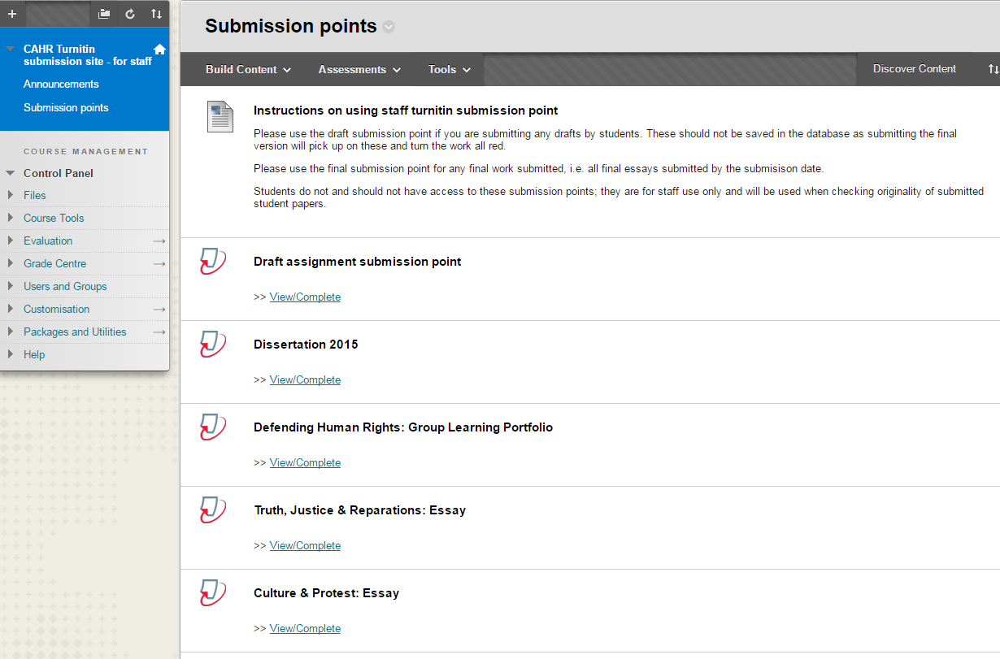 CAHR Turnitin
submission site - for staff
Announcements
Submission points
COURSE MANAGEMENT
Control Panel
Files
Course Tools
Evaluation
Grade Centre
Users and Groups
Customisation
Packages and Utilities
Help
Submission points
Build Content
Assessments
Tools
Discover Content
Instructions on using staff turnitin submission point
Please use the draft submission point if you are submitting any drafts by students. These should not be saved in the database as submitting the final
version will pick up on these and turn the work all red.
Please use the final submission point for any final work submitted, i.e. all final essays submitted by the submisison date.
Students do not and should not have access to these submission points; they are for staff use only and will be used when checking originality of submitted
student papers.
Draft assignment submission point
>> View/Complete
Dissertation 2015
>> View/Complete
Defending Human Rights: Group Learning Portfolio
>> View/Complete
Truth, Justice & Reparations: Essay
>> View/Complete
Culture & Protest: Essay
>> View/Complete